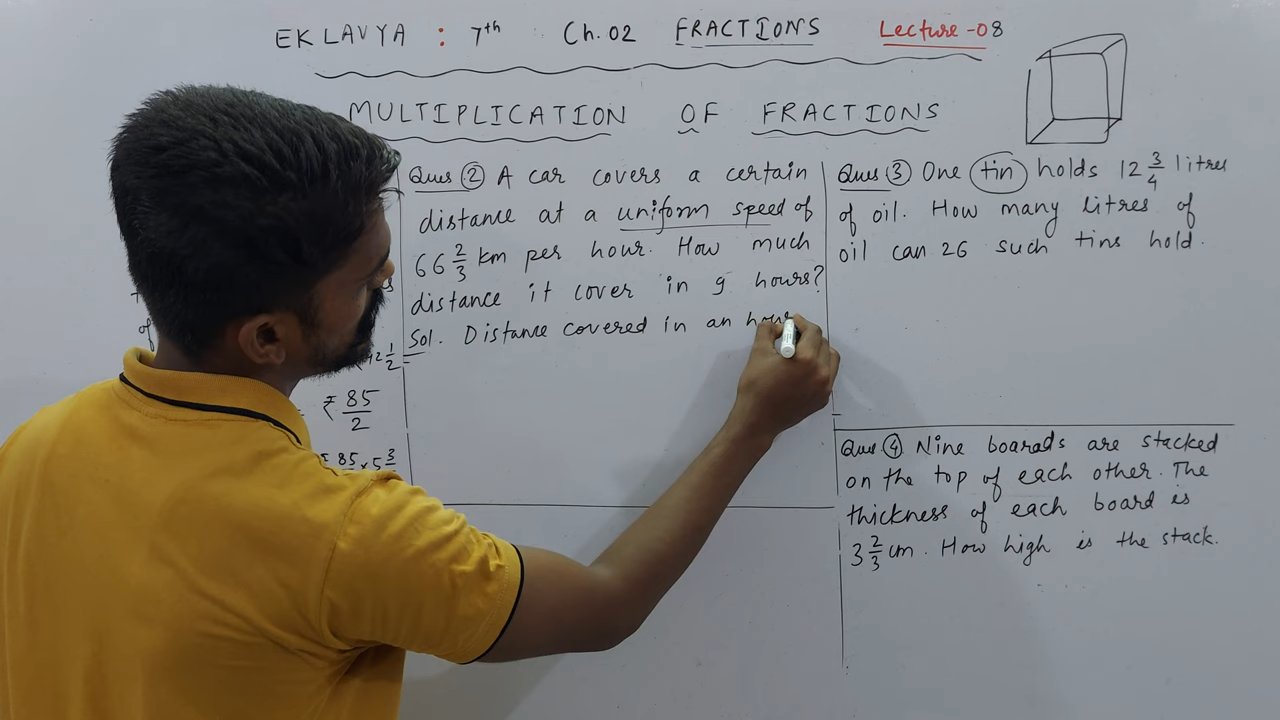 EKLAVYA : 7th Ch. 02 FRACTIONS Lecture -08
MULTIPLICATION OF FRACTIONS
12 1/2
₹ 85/2
₹ 85 × 5 3
Ques ② A car covers a certain
distance at a uniform speed of
66 2/3 km per hour. How much
distance it cover in 9 hours?
Sol. Distance covered in an hour
Ques ③ One tin holds 12 3/4 litres
of oil. How many litres of
oil can 26 such tins hold.
Ques ④ Nine boards are stacked
on the top of each other. The
thickness of each board is
3 2/3 cm. How high is the stack.